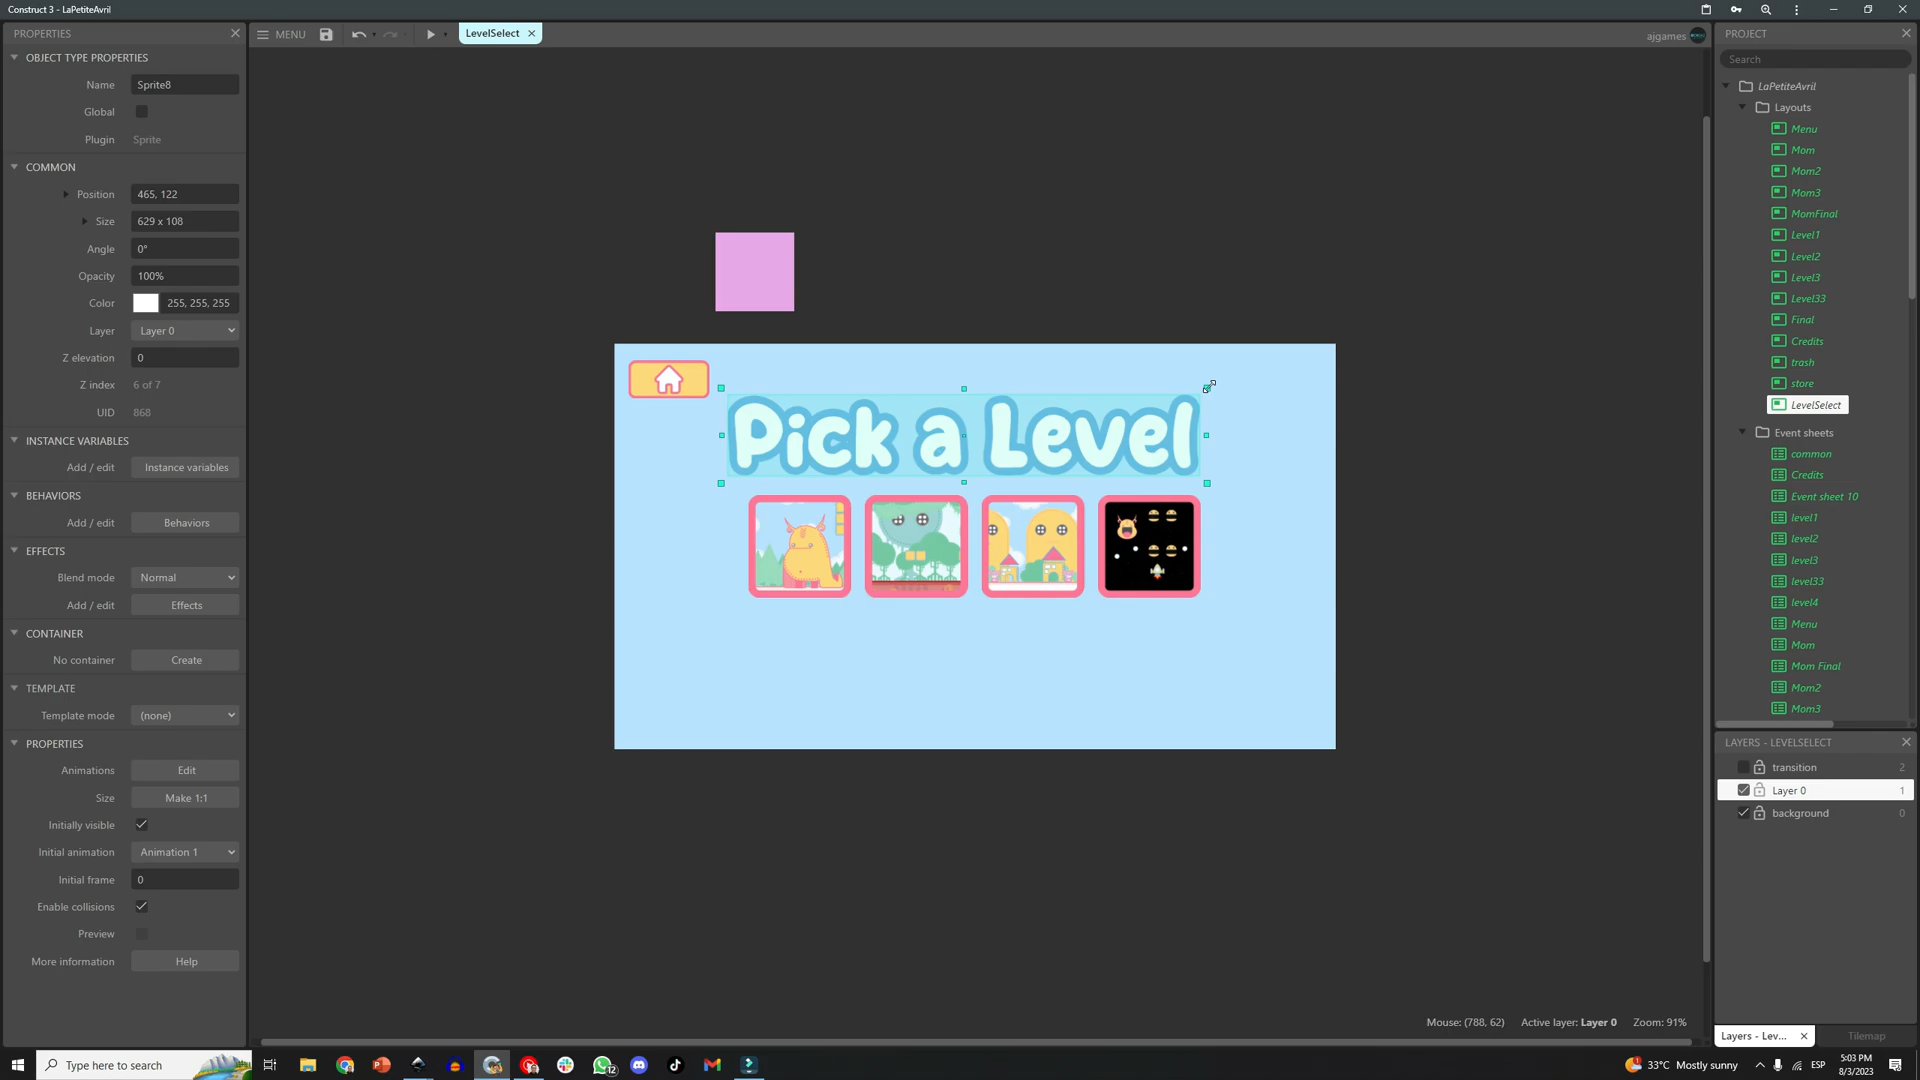 Construct 3 - LaPetiteAvril
PROPERTIES
OBJECT TYPE PROPERTIES
Name Sprite8
Global
Plugin Sprite
COMMON
Position 465, 122
Size 629 x 108
Angle 0°
Opacity 100%
Color 255, 255, 255
Layer Layer 0
Z elevation 0
Z index 6 of 7
UID 868
INSTANCE VARIABLES
Add / edit Instance variables
BEHAVIORS
Add / edit Behaviors
EFFECTS
Blend mode Normal
Add / edit Effects
CONTAINER
No container Create
TEMPLATE
Template mode (none)
PROPERTIES
Animations Edit
Size Make 1:1
Initially visible
Initial animation Animation 1
Initial frame 0
Enable collisions
Preview
More information Help
MENU
LevelSelect
ajgames
Pick a Level
Mouse: (788, 62) Active layer: Layer 0 Zoom: 91%
PROJECT
Search
LaPetiteAvril
Layouts
Menu
Mom
Mom2
Mom3
MomFinal
Level1
Level2
Level3
Level33
Final
Credits
trash
store
LevelSelect
Event sheets
common
Credits
Event sheet 10
level1
level2
level3
level33
level4
Menu
Mom
Mom Final
Mom2
Mom3
LAYERS - LEVELSELECT
transition 2
Layer 0 1
background 0
Layers - Lev...
Tilemap
Type here to search
12
33°C Mostly sunny
ESP
5:03 PM
8/3/2023